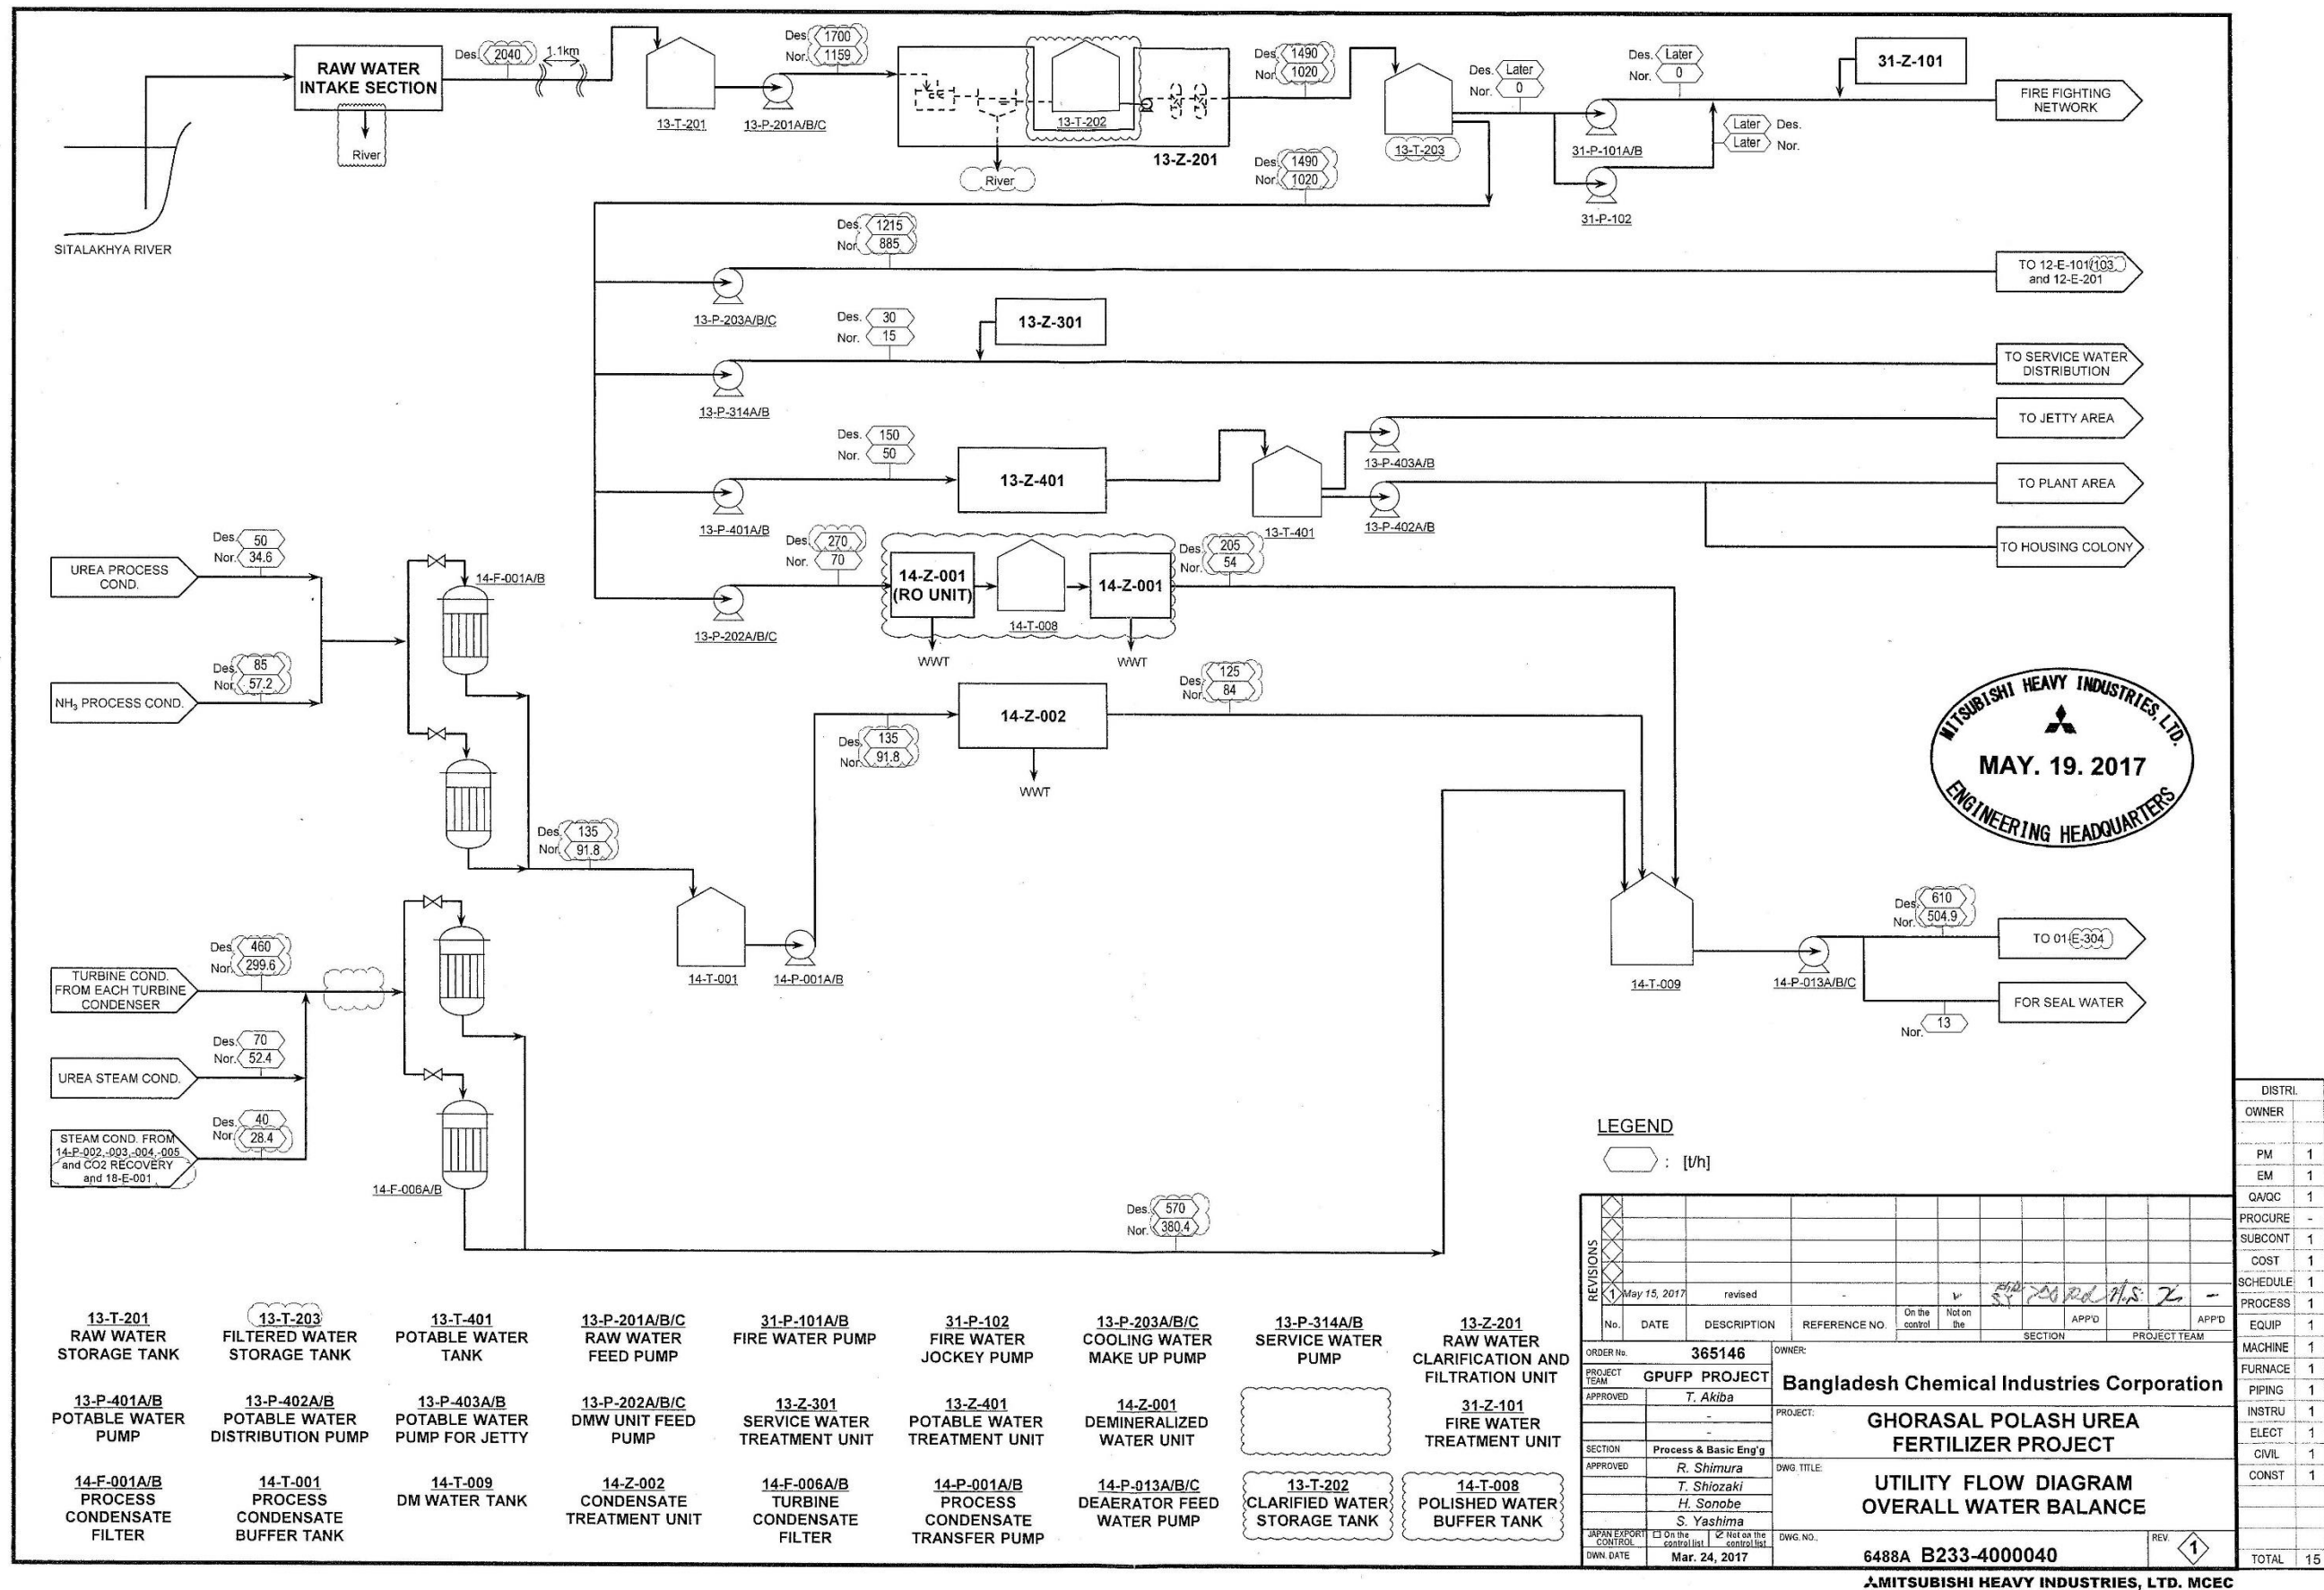 RAW WATER
INTAKE SECTION
River
SITALAKHYA RIVER
Des. 2040
1.1km
13-T-201
Des. 1700
Nor. 1159
13-P-201A/B/C
13-T-202
River
13-Z-201
Des. 1490
Nor. 1020
Des. 1490
Nor. 1020
13-T-203
Des. Later
Nor. 0
Des. Later
Nor. 0
31-Z-101
FIRE FIGHTING
NETWORK
31-P-101A/B
Later Des.
Later Nor.
31-P-102
Des. 1215
Nor. 885
13-P-203A/B/C
TO 12-E-101/103
and 12-E-201
Des. 30
Nor. 15
13-Z-301
13-P-314A/B
TO SERVICE WATER
DISTRIBUTION
Des. 150
Nor. 50
13-Z-401
13-P-401A/B
13-T-401
13-P-403A/B
13-P-402A/B
TO JETTY AREA
TO PLANT AREA
TO HOUSING COLONY
Des. 270
Nor. 70
14-Z-001
(RO UNIT)
14-T-008
14-Z-001
Des. 205
Nor. 54
13-P-202A/B/C
WWT
WWT
UREA PROCESS
COND.
Des. 50
Nor. 34.6
14-F-001A/B
NH3 PROCESS COND.
Des. 85
Nor. 57.2
Des. 135
Nor. 91.8
14-T-001
14-P-001A/B
Des. 135
Nor. 91.8
14-Z-002
WWT
Des. 125
Nor. 84
MITSUBISHI HEAVY INDUSTRIES, LTD.
MAY. 19. 2017
ENGINEERING HEADQUARTERS
TURBINE COND.
FROM EACH TURBINE
CONDENSER
Des. 460
Nor. 299.6
UREA STEAM COND.
Des. 70
Nor. 52.4
STEAM COND. FROM
14-P-002,-003,-004,-005
and CO2 RECOVERY
and 18-E-001
Des. 40
Nor. 28.4
14-F-006A/B
Des. 570
Nor. 380.4
14-T-009
14-P-013A/B/C
Des. 610
Nor. 504.9
TO 01-E-304
FOR SEAL WATER
Nor. 13
LEGEND
: [t/h]
13-T-201
RAW WATER
STORAGE TANK
13-T-203
FILTERED WATER
STORAGE TANK
13-T-401
POTABLE WATER
TANK
13-P-201A/B/C
RAW WATER
FEED PUMP
31-P-101A/B
FIRE WATER PUMP
31-P-102
FIRE WATER
JOCKEY PUMP
13-P-203A/B/C
COOLING WATER
MAKE UP PUMP
13-P-314A/B
SERVICE WATER
PUMP
13-Z-201
RAW WATER
CLARIFICATION AND
FILTRATION UNIT
13-P-401A/B
POTABLE WATER
PUMP
13-P-402A/B
POTABLE WATER
DISTRIBUTION PUMP
13-P-403A/B
POTABLE WATER
PUMP FOR JETTY
13-P-202A/B/C
DMW UNIT FEED
PUMP
13-Z-301
SERVICE WATER
TREATMENT UNIT
13-Z-401
POTABLE WATER
TREATMENT UNIT
14-Z-001
DEMINERALIZED
WATER UNIT
31-Z-101
FIRE WATER
TREATMENT UNIT
14-F-001A/B
PROCESS
CONDENSATE
FILTER
14-T-001
PROCESS
CONDENSATE
BUFFER TANK
14-T-009
DM WATER TANK
14-Z-002
CONDENSATE
TREATMENT UNIT
14-F-006A/B
TURBINE
CONDENSATE
FILTER
14-P-001A/B
PROCESS
CONDENSATE
TRANSFER PUMP
14-P-013A/B/C
DEAERATOR FEED
WATER PUMP
13-T-202
CLARIFIED WATER
STORAGE TANK
14-T-008
POLISHED WATER
BUFFER TANK
REVISIONS
1 May 15, 2017 revised - -
No. DATE DESCRIPTION REFERENCE NO. On the control Not on the APP'D APP'D
SECTION PROJECT TEAM
ORDER No. 365146
PROJECT TEAM GPUFP PROJECT
APPROVED T. Akiba
-
-
SECTION Process & Basic Eng'g
APPROVED R. Shimura
T. Shiozaki
H. Sonobe
S. Yashima
JAPAN EXPORT CONTROL On the control list Not on the control list
DWN. DATE Mar. 24, 2017
OWNER:
Bangladesh Chemical Industries Corporation
PROJECT:
GHORASAL POLASH UREA
FERTILIZER PROJECT
DWG. TITLE:
UTILITY FLOW DIAGRAM
OVERALL WATER BALANCE
DWG. NO.
6488A B233-4000040
REV. 1
DISTRI.
OWNER
PM 1
EM 1
QA/QC 1
PROCURE -
SUBCONT 1
COST 1
SCHEDULE 1
PROCESS 1
EQUIP 1
MACHINE 1
FURNACE 1
PIPING 1
INSTRU 1
ELECT 1
CIVIL 1
CONST 1
TOTAL 15
MITSUBISHI HEAVY INDUSTRIES, LTD. MCEC